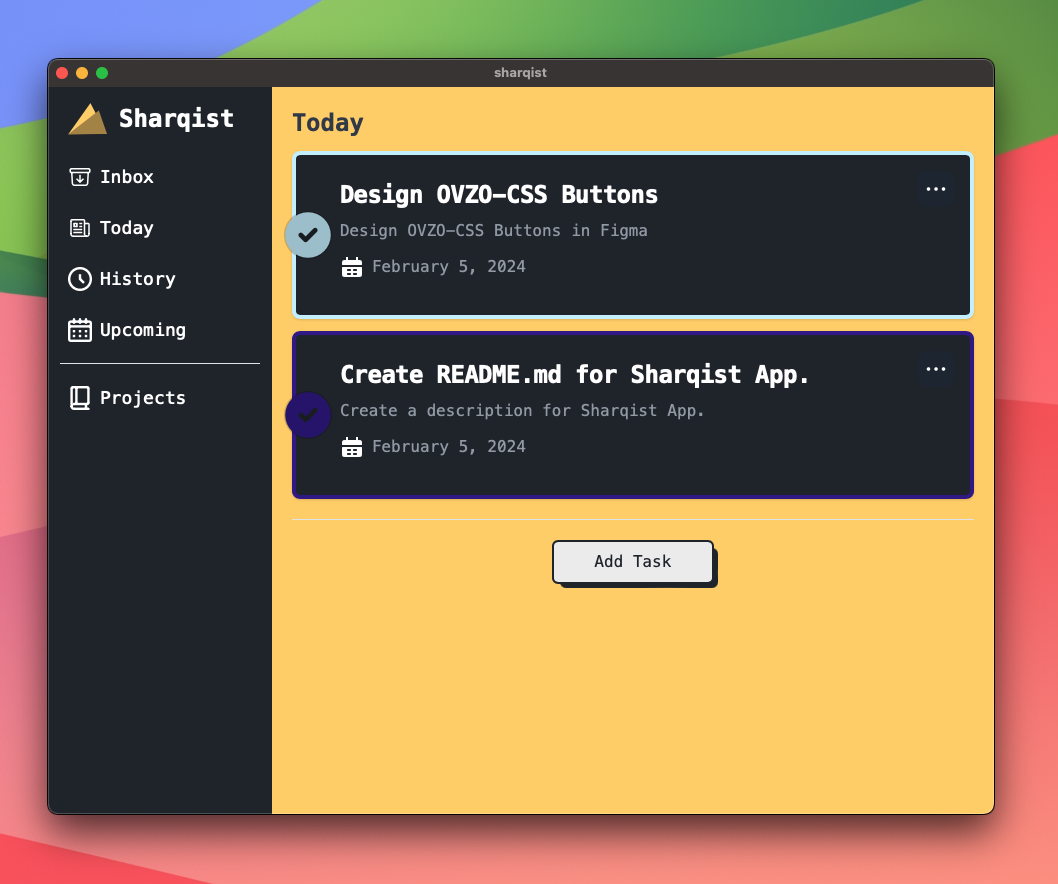 sharqist
Sharqist
Inbox
Today
History
Upcoming
Projects
Today
Design OVZO-CSS Buttons
Design OVZO-CSS Buttons in Figma
February 5, 2024
Create README.md for Sharqist App.
Create a description for Sharqist App.
February 5, 2024
Add Task